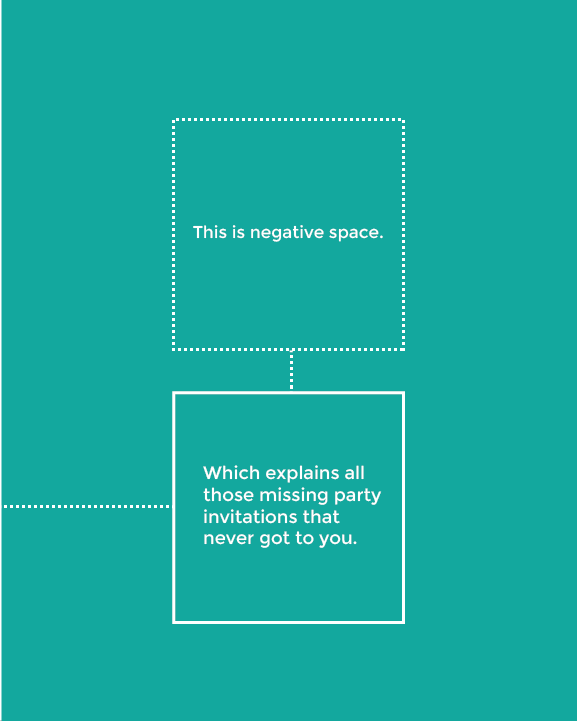 This is negative space.
Which explains all
those missing party
invitations that
never got to you.